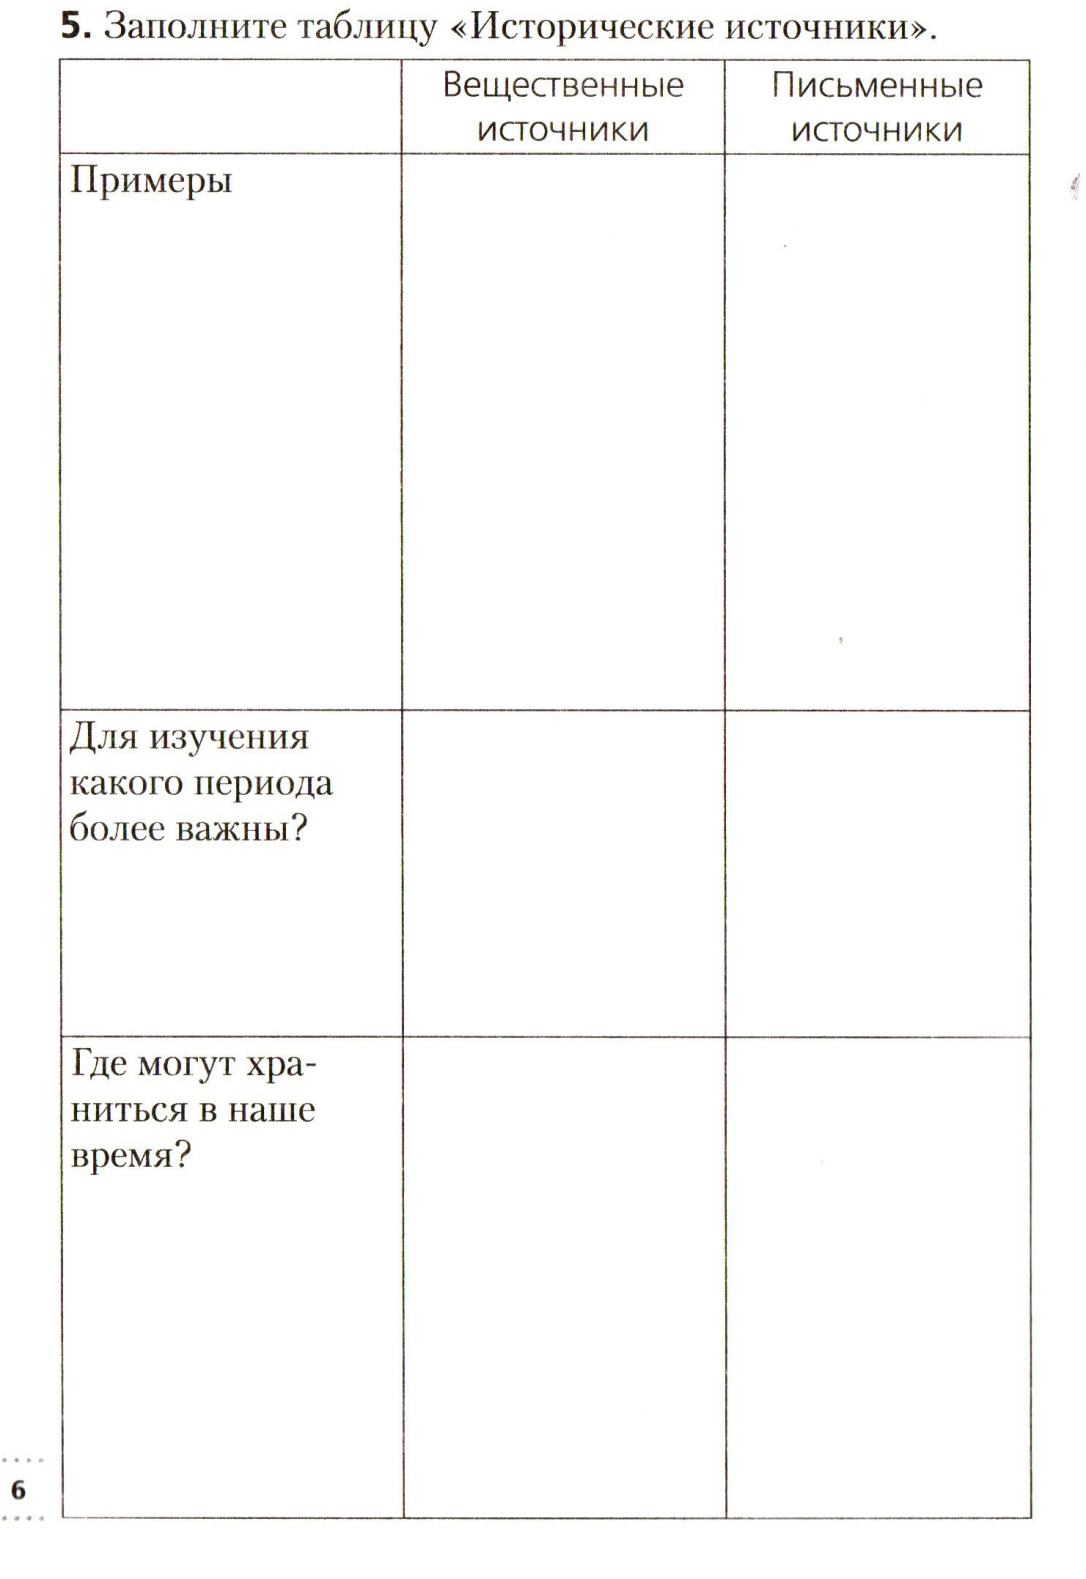 5. Заполните таблицу «Исторические источники».
Вещественные
источники
Письменные
источники
Примеры
Для изучения
какого периода
более важны?
Где могут хра-
ниться в наше
время?
6